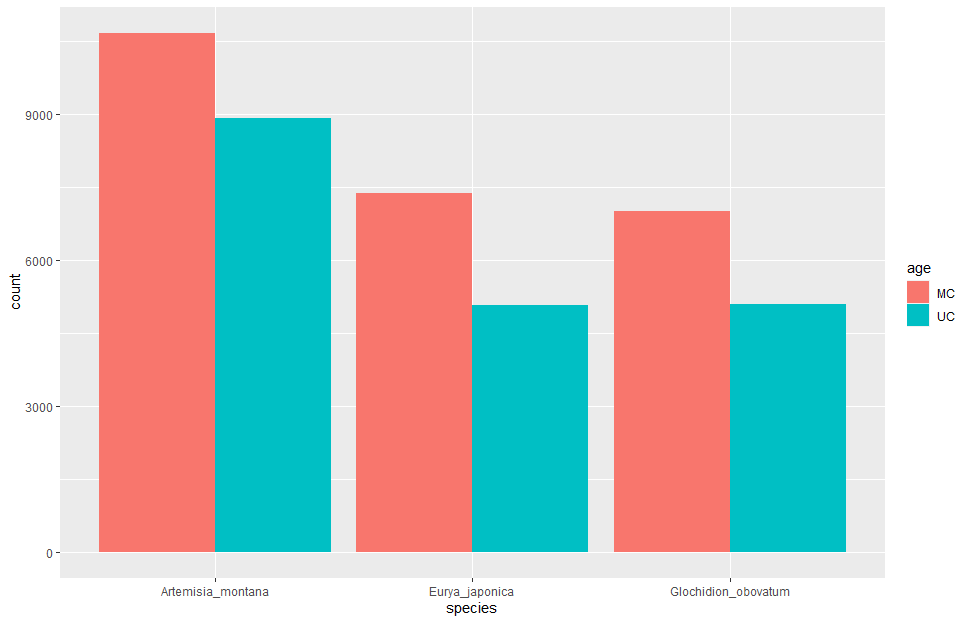 9000
6000
3000
0
count
Artemisia_montana
Eurya_japonica
Glochidion_obovatum
species
age
MC
UC